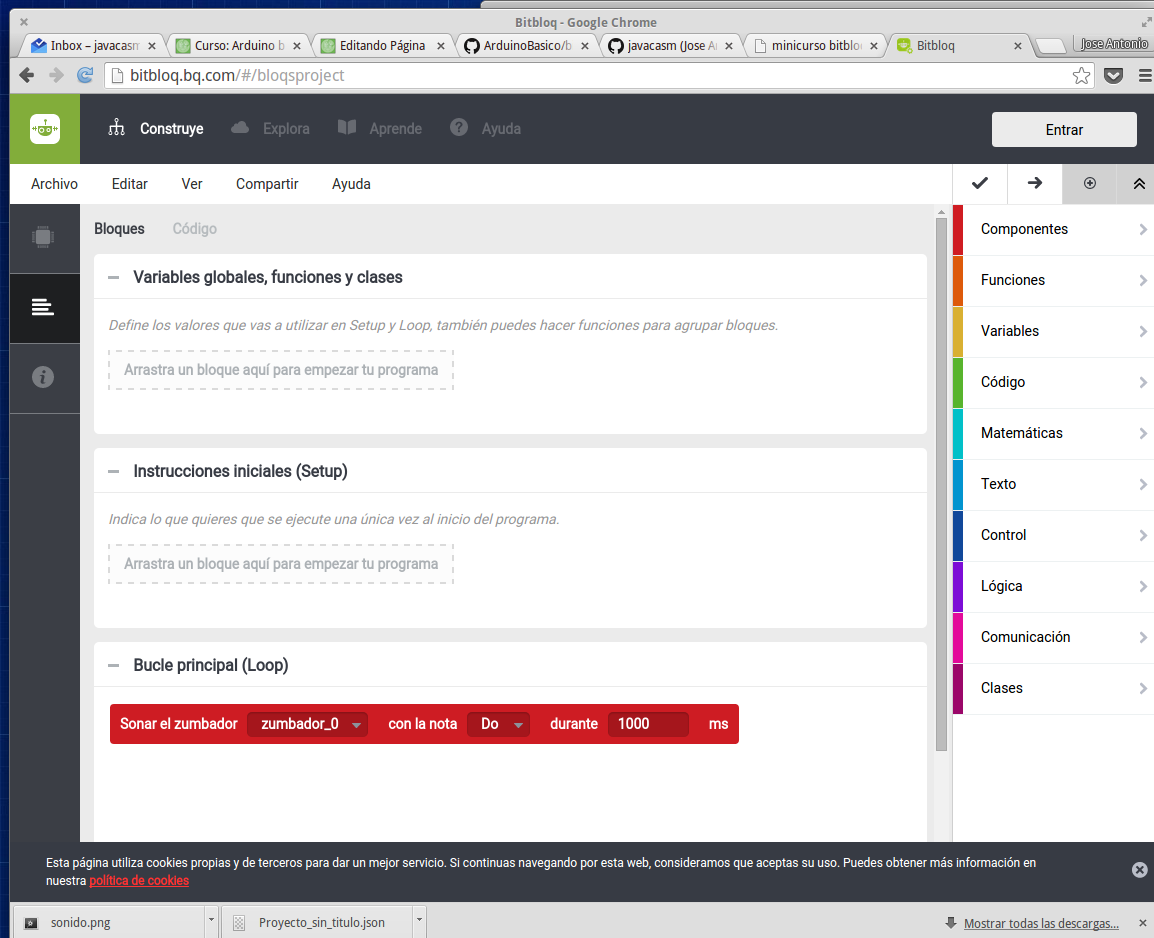 Bitbloq - Google Chrome
Inbox – javacasm
Curso: Arduino b
Editando Página
ArduinoBasico/b
javacasm (Jose A
minicurso bitblo
Bitbloq
Jose Antonio
bitbloq.bq.com/#/bloqsproject
Construye
Explora
Aprende
Ayuda
Entrar
Archivo
Editar
Ver
Compartir
Ayuda
Bloques
Código
Variables globales, funciones y clases
Define los valores que vas a utilizar en Setup y Loop, también puedes hacer funciones para agrupar bloques.
Arrastra un bloque aquí para empezar tu programa
Instrucciones iniciales (Setup)
Indica lo que quieres que se ejecute una única vez al inicio del programa.
Arrastra un bloque aquí para empezar tu programa
Bucle principal (Loop)
Sonar el zumbador zumbador_0 con la nota Do durante 1000 ms
Componentes
Funciones
Variables
Código
Matemáticas
Texto
Control
Lógica
Comunicación
Clases
Esta página utiliza cookies propias y de terceros para dar un mejor servicio. Si continuas navegando por esta web, consideramos que aceptas su uso. Puedes obtener más información en
nuestra política de cookies
sonido.png
Proyecto_sin_titulo.json
Mostrar todas las descargas...